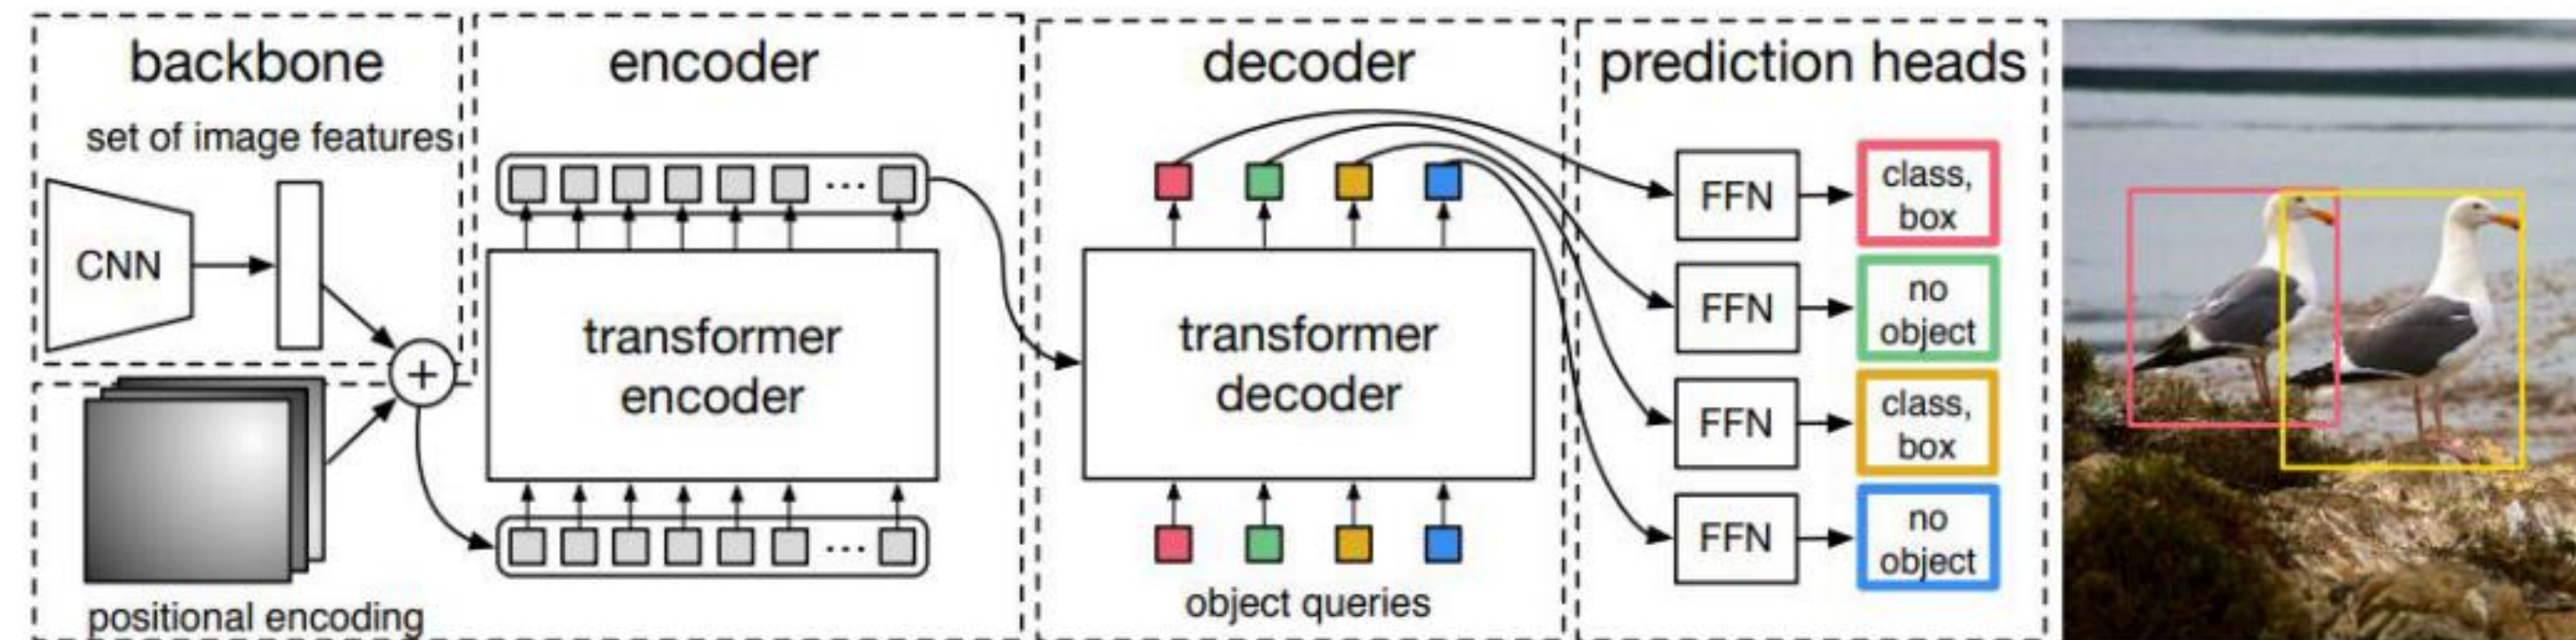 backbone
set of image features
CNN
+
positional encoding
encoder
...
transformer
encoder
...
decoder
transformer
decoder
object queries
prediction heads
FFN
class,
box
FFN
no
object
FFN
class,
box
FFN
no
object